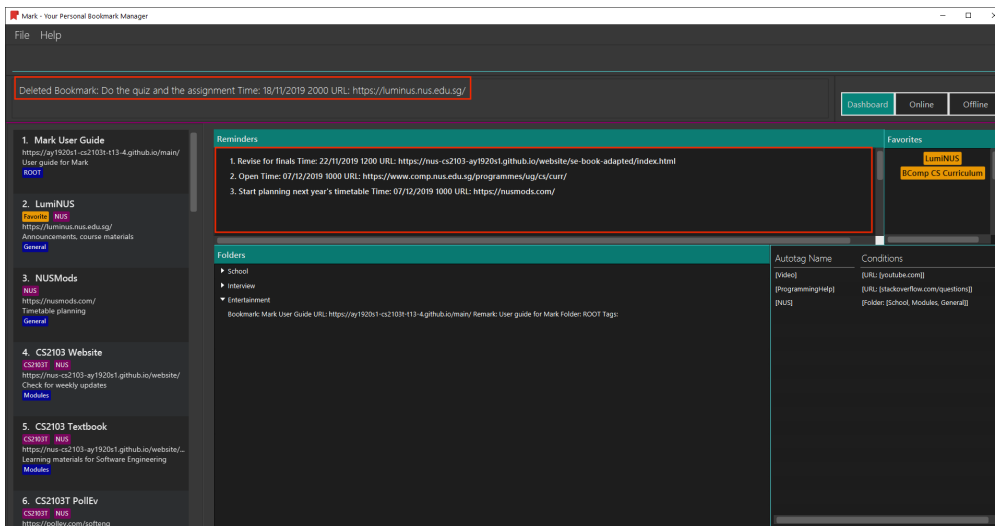 Mark - Your Personal Bookmark Manager
File Help
Deleted Bookmark: Do the quiz and the assignment Time: 18/11/2019 2000 URL: https://luminus.nus.edu.sg/
Dashboard Online Offline
1. Mark User Guide
https://ay1920s1-cs2103t-t13-4.github.io/main/
User guide for Mark
ROOT
2. LumiNUS
Favorite NUS
https://luminus.nus.edu.sg/
Announcements, course materials
General
3. NUSMods
NUS
https://nusmods.com/
Timetable planning
General
4. CS2103 Website
CS2103T NUS
https://nus-cs2103-ay1920s1.github.io/website/
Check for weekly updates
Modules
5. CS2103 Textbook
CS2103T NUS
https://nus-cs2103-ay1920s1.github.io/website/...
Learning materials for Software Engineering
Modules
6. CS2103T PollEv
CS2103T NUS
https://pollev.com/softeng
Reminders
1. Revise for finals Time: 22/11/2019 1200 URL: https://nus-cs2103-ay1920s1.github.io/website/se-book-adapted/index.html
2. Open Time: 07/12/2019 1000 URL: https://www.comp.nus.edu.sg/programmes/ug/cs/curr/
3. Start planning next year's timetable Time: 07/12/2019 1000 URL: https://nusmods.com/
Favorites
LumiNUS
BComp CS Curriculum
Folders
School
Interview
Entertainment
Bookmark: Mark User Guide URL: https://ay1920s1-cs2103t-t13-4.github.io/main/ Remark: User guide for Mark Folder: ROOT Tags:
Autotag Name Conditions
[Video] [URL: [youtube.com]]
[ProgrammingHelp] [URL: [stackoverflow.com/questions]]
[NUS] [Folder: [School, Modules, General]]